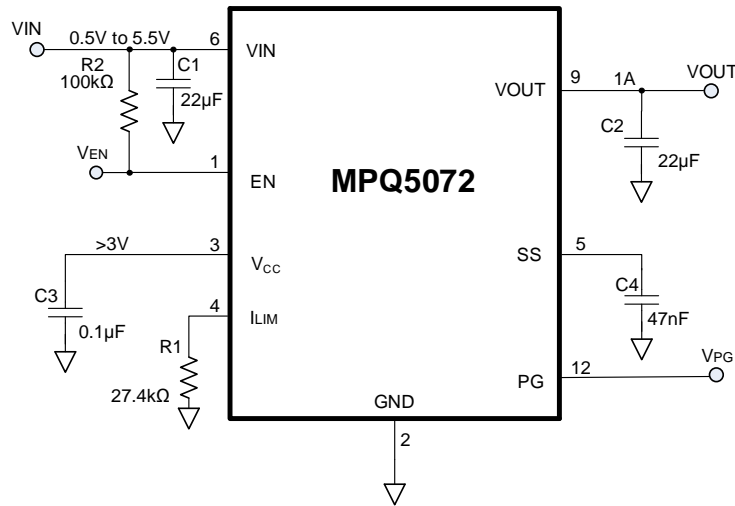 VIN
0.5V to 5.5V
6
VIN
R2
100kΩ
C1
22µF
VEN
1
EN
>3V
3
VCC
C3
0.1µF
4
ILIM
R1
27.4kΩ
MPQ5072
VOUT
9
1A
VOUT
C2
22µF
SS
5
C4
47nF
PG
12
VPG
GND
2